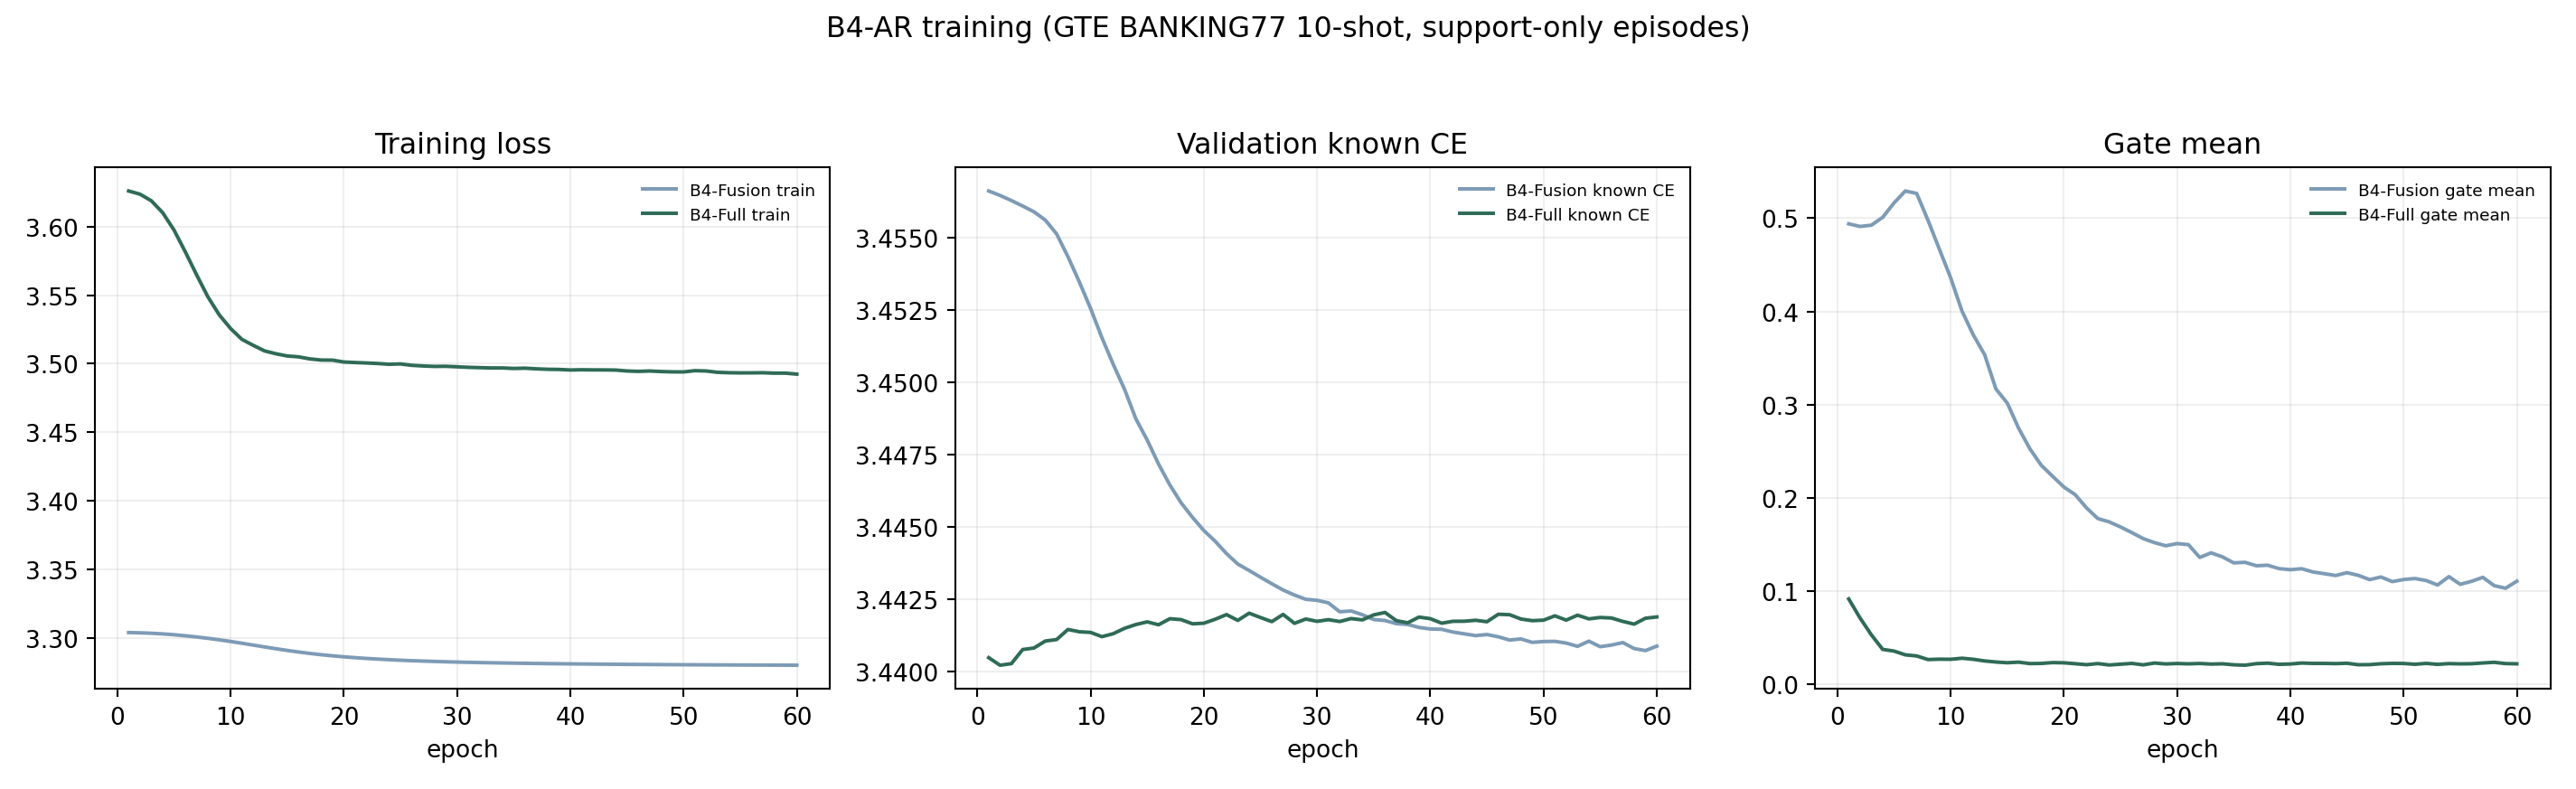 B4-AR training (GTE BANKING77 10-shot, support-only episodes)
Training loss
B4-Fusion train
B4-Full train
3.60
3.55
3.50
3.45
3.40
3.35
3.30
0 10 20 30 40 50 60
epoch
Validation known CE
B4-Fusion known CE
B4-Full known CE
3.4550
3.4525
3.4500
3.4475
3.4450
3.4425
3.4400
0 10 20 30 40 50 60
epoch
Gate mean
B4-Fusion gate mean
B4-Full gate mean
0.5
0.4
0.3
0.2
0.1
0.0
0 10 20 30 40 50 60
epoch